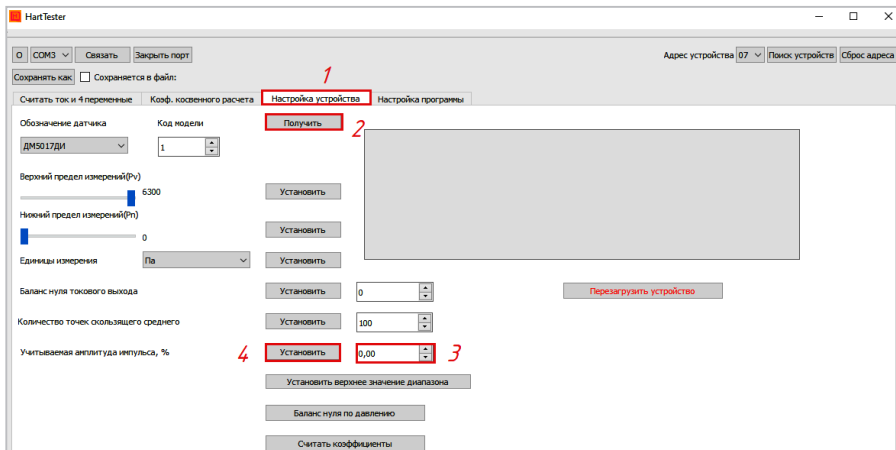 HartTester
О COM3 Связать Закрыть порт Адрес устройства 07 Поиск устройств Сброс адреса
Сохранять как Сохраняется в файл:
1
Считать ток и 4 переменные Коэф. косвенного расчета Настройка устройства Настройка программы
Обозначение датчика Код модели Получить 2
ДМ5017ДИ 1
Верхний предел измерений(Pv)
6300 Установить
Нижний предел измерений(Pn)
0 Установить
Единицы измерения Па Установить
Баланс нуля токового выхода Установить 0 Перезагрузить устройство
Количество точек скользящего среднего Установить 100
Учитываемая амплитуда импульса, % 4 Установить 0,00 3
Установить верхнее значение диапазона
Баланс нуля по давлению
Считать коэффициенты